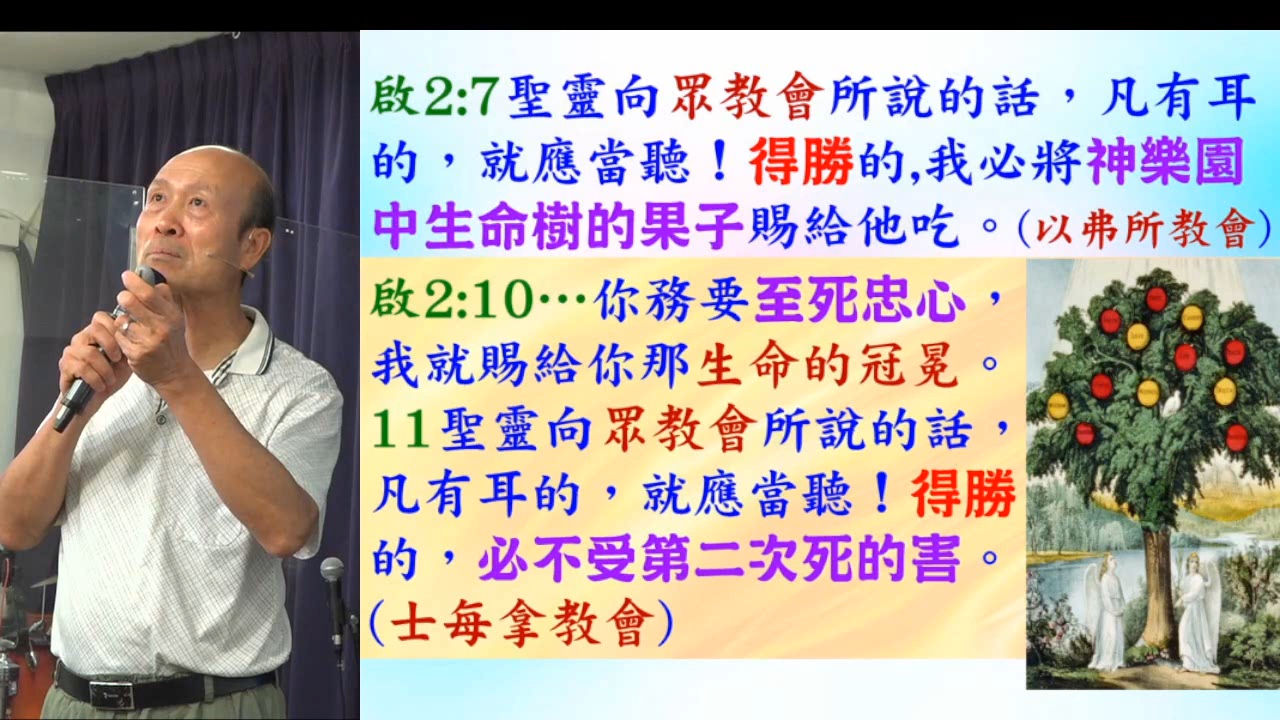 啟2:7聖靈向眾教會所說的話，凡有耳
的，就應當聽！得勝的,我必將神樂園
中生命樹的果子賜給他吃。(以弗所教會)
啟2:10…你務要至死忠心，
我就賜給你那生命的冠冕。
11聖靈向眾教會所說的話，
凡有耳的，就應當聽！得勝
的，必不受第二次死的害。
(士每拿教會)